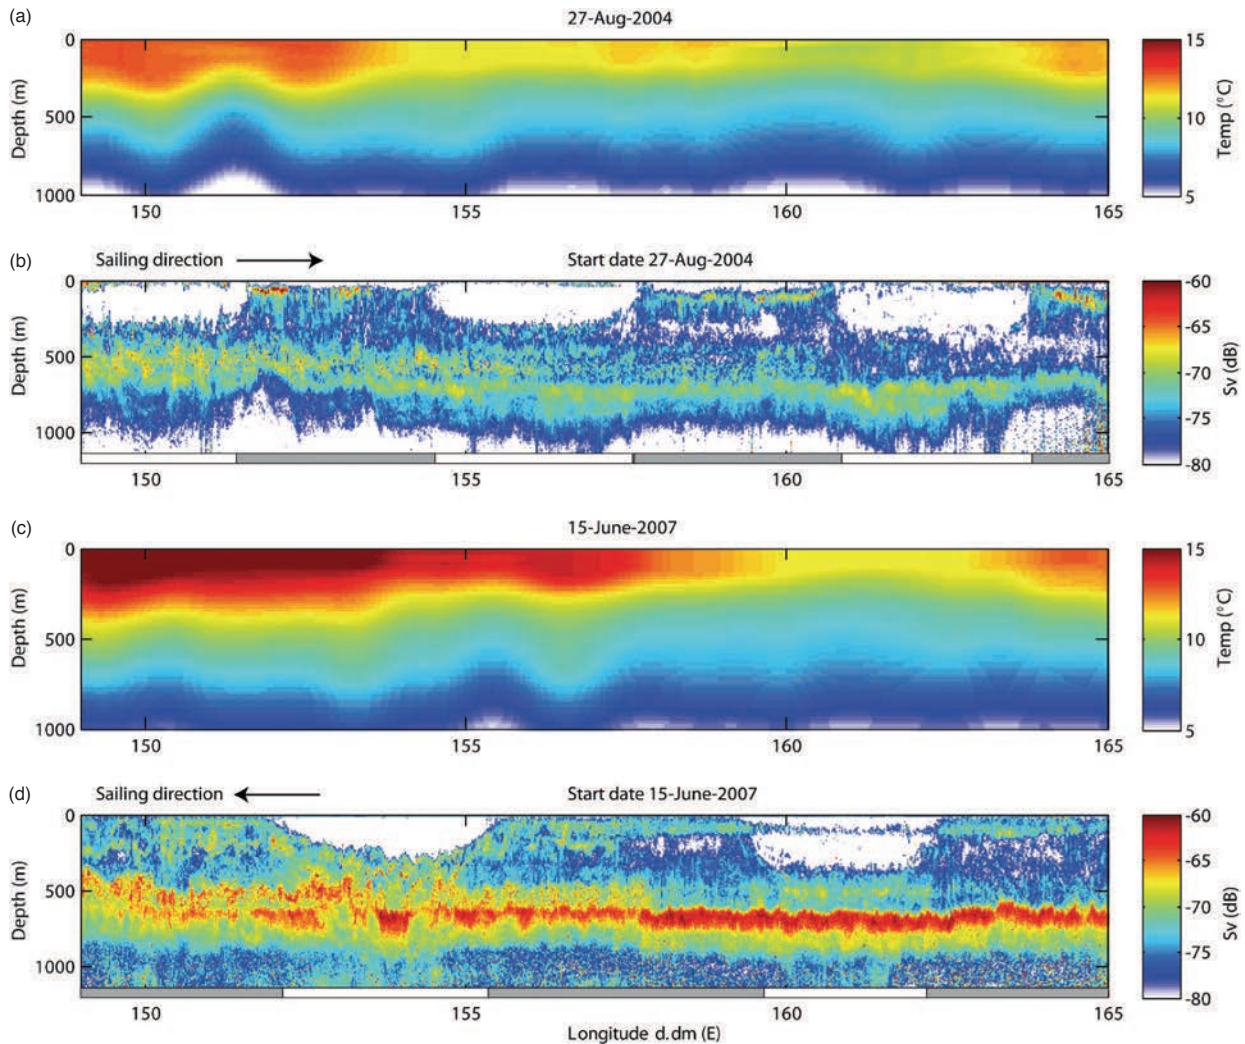 (a)
27-Aug-2004
0
500
1000
Depth (m)
150
155
160
165
15
10
5
Temp (°C)
(b)
Sailing direction
Start date 27-Aug-2004
0
500
1000
Depth (m)
150
155
160
165
-60
-65
-70
-75
-80
Sv (dB)
(c)
15-June-2007
0
500
1000
Depth (m)
150
155
160
165
15
10
5
Temp (°C)
(d)
Sailing direction
Start date 15-June-2007
0
500
1000
Depth (m)
150
155
160
165
Longitude d.dm (E)
-60
-65
-70
-75
-80
Sv (dB)